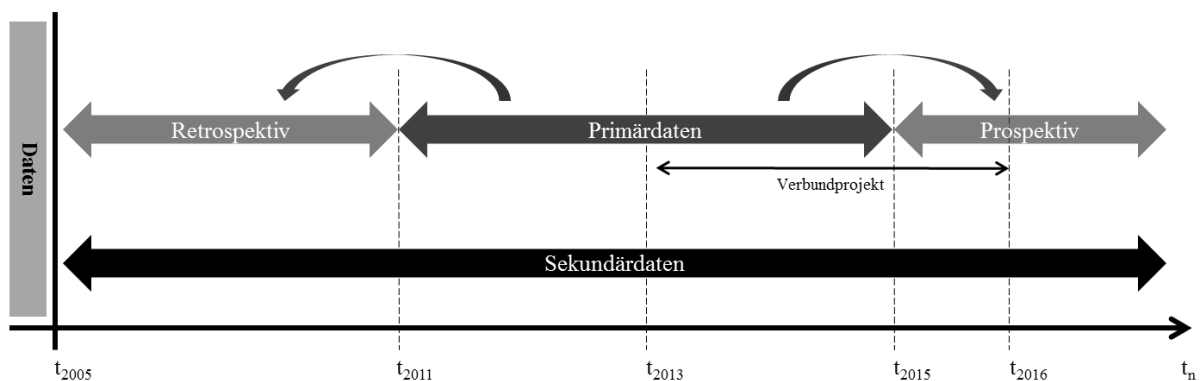 Daten
Retrospektiv
Primärdaten
Prospektiv
Verbundprojekt
Sekundärdaten
t2005
t2011
t2013
t2015
t2016
tn